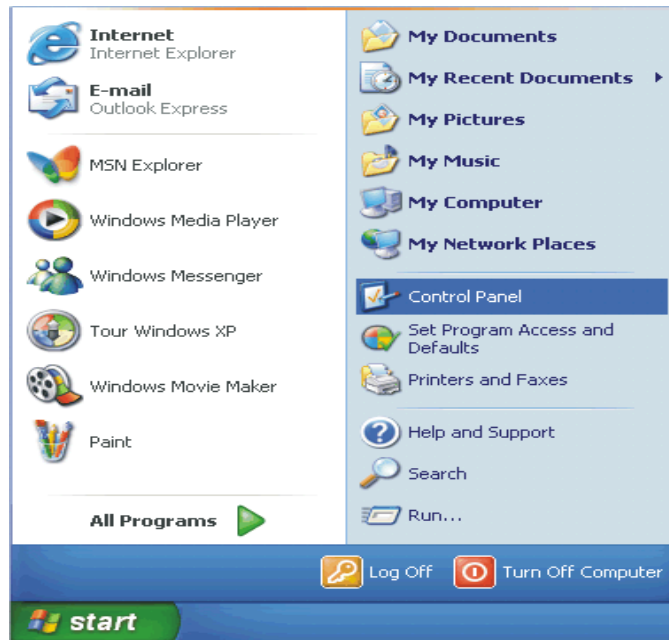 Internet
Internet Explorer
E-mail
Outlook Express
MSN Explorer
Windows Media Player
Windows Messenger
Tour Windows XP
Windows Movie Maker
Paint
All Programs
My Documents
My Recent Documents
My Pictures
My Music
My Computer
My Network Places
Control Panel
Set Program Access and
Defaults
Printers and Faxes
Help and Support
Search
Run...
Log Off
Turn Off Computer
start